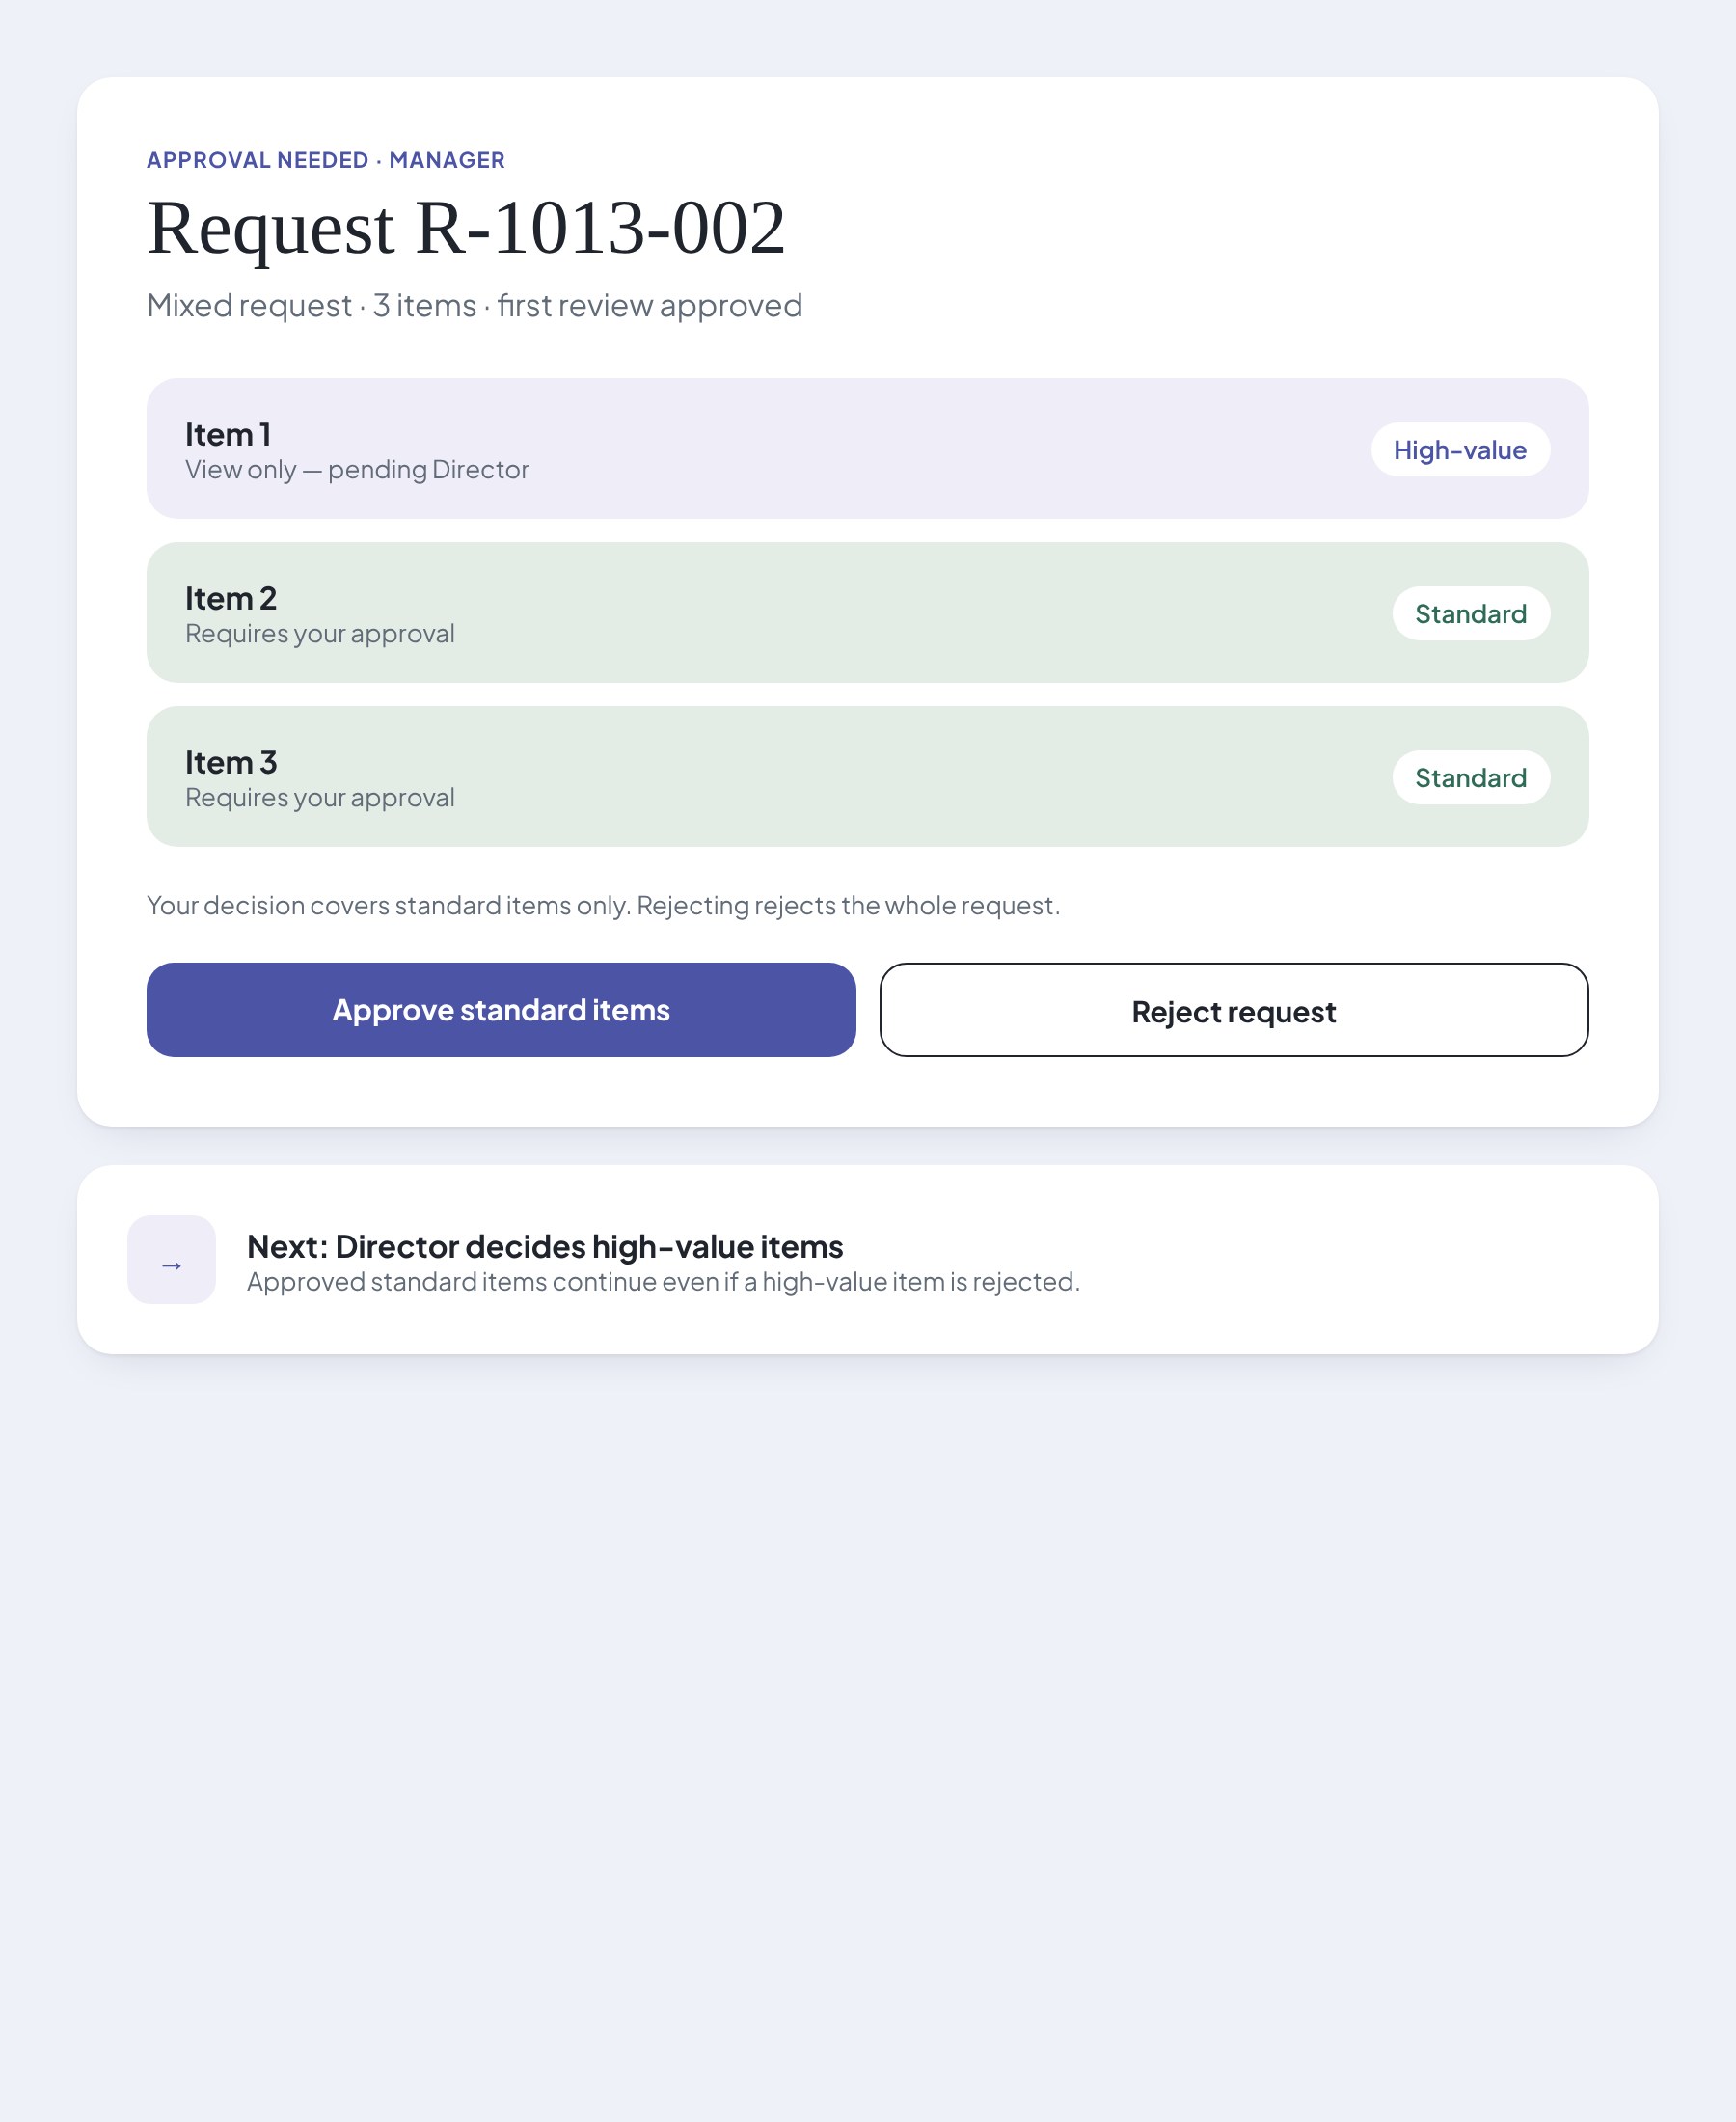 APPROVAL NEEDED · MANAGER
Request R-1013-002
Mixed request · 3 items · first review approved
Item 1
View only — pending Director
High-value
Item 2
Requires your approval
Standard
Item 3
Requires your approval
Standard
Your decision covers standard items only. Rejecting rejects the whole request.
Approve standard items
Reject request
→
Next: Director decides high-value items
Approved standard items continue even if a high-value item is rejected.